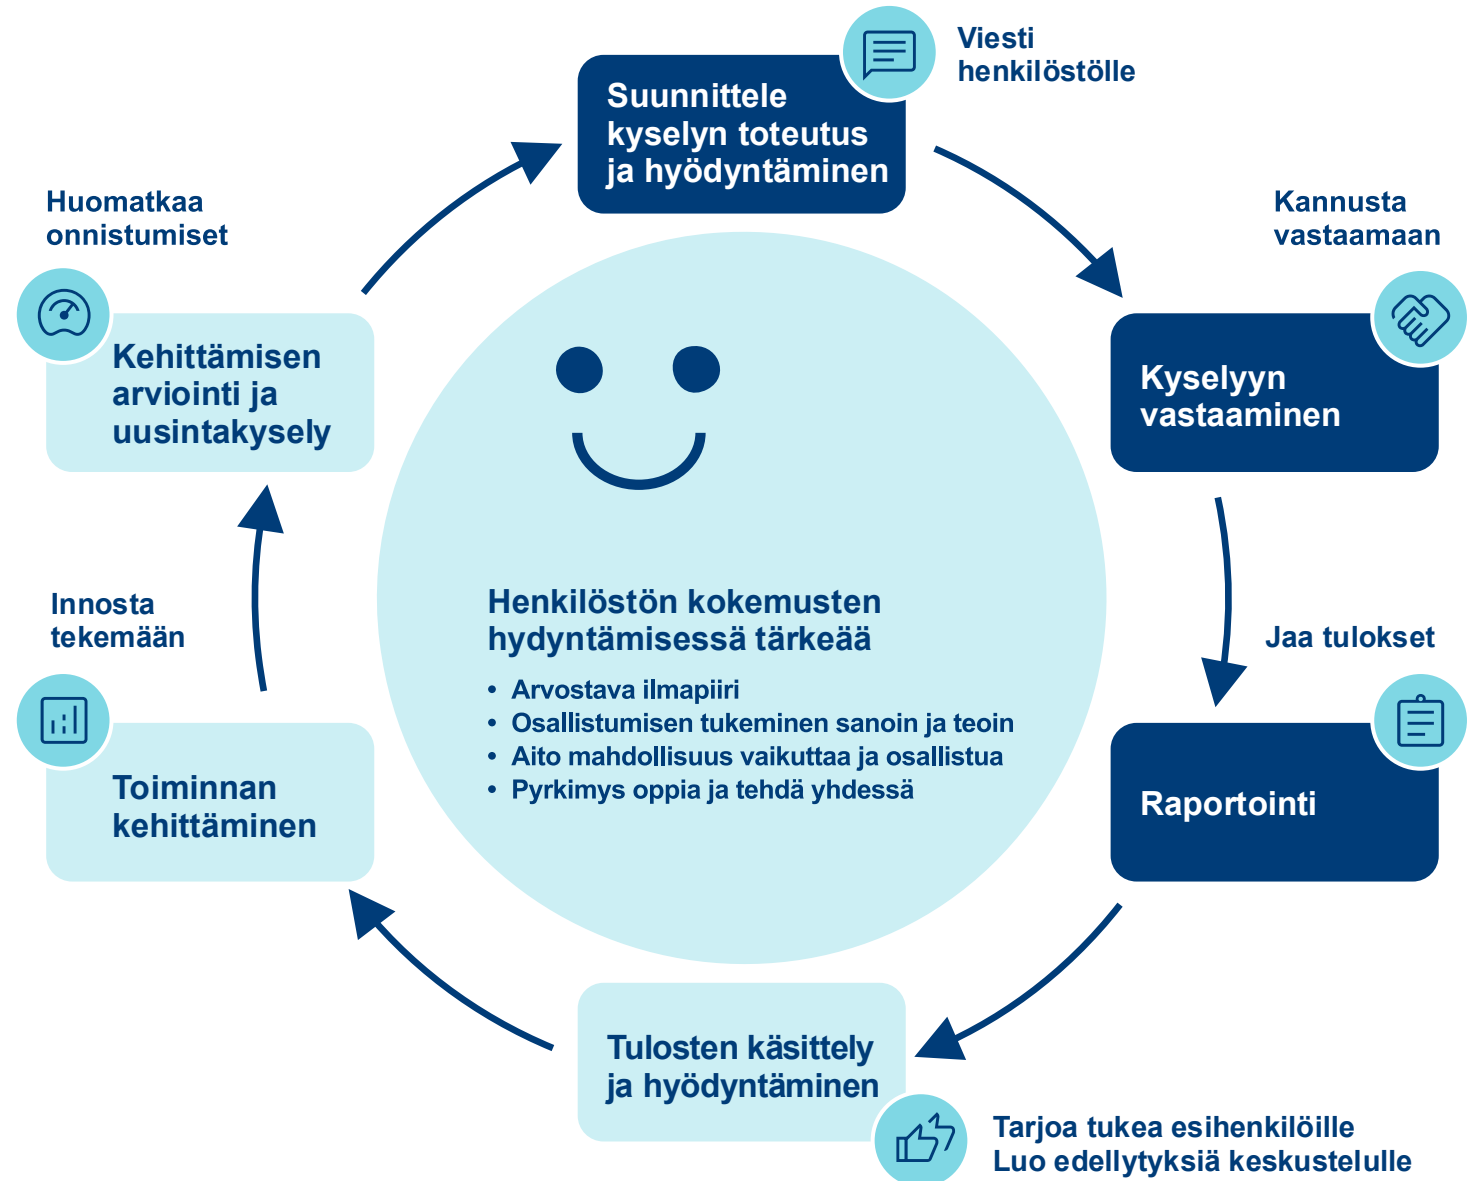 Viesti
henkilöstölle
Suunnittele
kyselyn toteutus
ja hyödyntäminen
Kannusta
vastaamaan
Kyselyyn
vastaaminen
Jaa tulokset
Raportointi
Tulosten käsittely
ja hyödyntäminen
Tarjoa tukea esihenkilöille
Luo edellytyksiä keskustelulle
Innosta
tekemään
Toiminnan
kehittäminen
Huomatkaa
onnistumiset
Kehittämisen
arviointi ja
uusintakysely
Henkilöstön kokemusten
hydyntämisessä tärkeää
• Arvostava ilmapiiri
• Osallistumisen tukeminen sanoin ja teoin
• Aito mahdollisuus vaikuttaa ja osallistua
• Pyrkimys oppia ja tehdä yhdessä